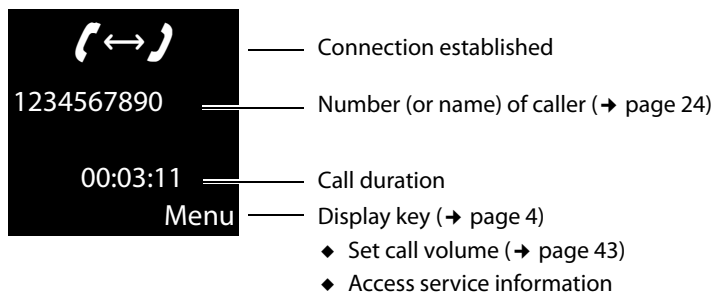 Connection established
1234567890 Number (or name) of caller (➔ page 24)
00:03:11 Call duration
Menu Display key (➔ page 4)
◆ Set call volume (➔ page 43)
◆ Access service information